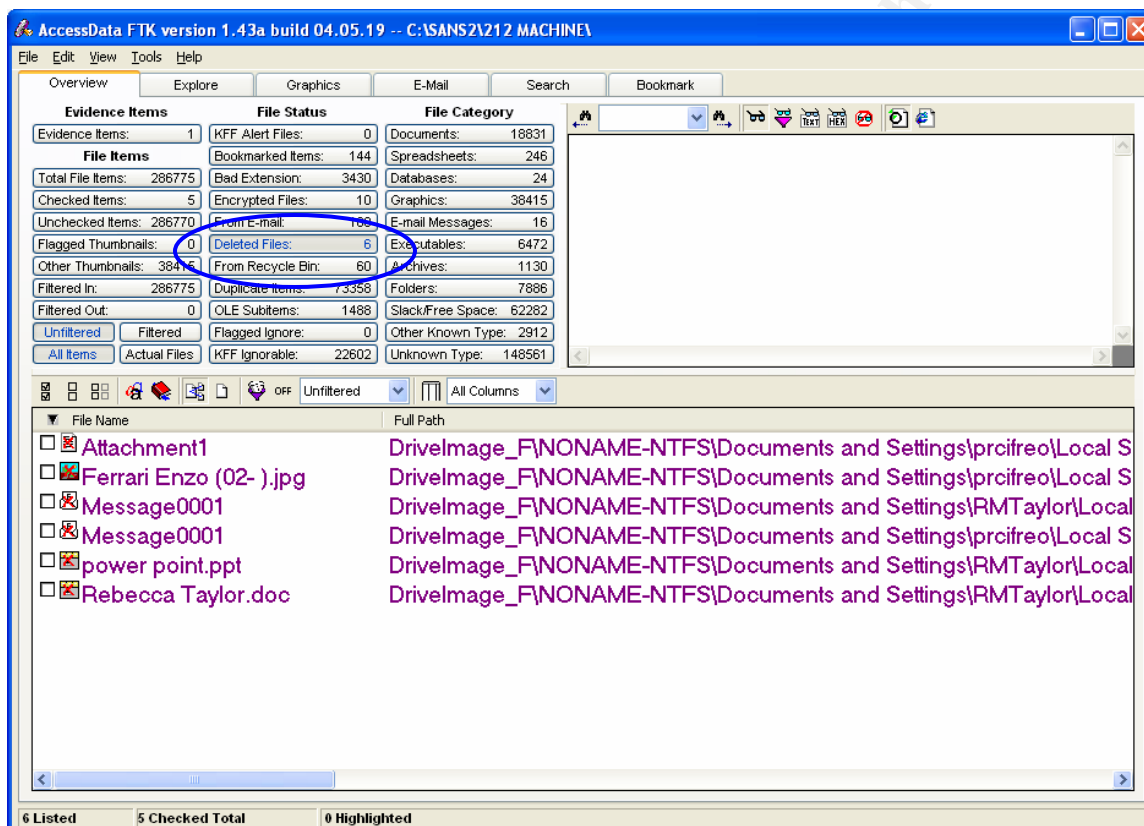 AccessData FTK version 1.43a build 04.05.19 -- C:\SANS2\212 MACHINE\
File Edit View Tools Help
Overview Explore Graphics E-Mail Search Bookmark
Evidence Items File Status File Category
Evidence Items: 1 KFF Alert Files: 0 Documents: 18831
File Items Bookmarked Items: 144 Spreadsheets: 246
Total File Items: 286775 Bad Extension: 3430 Databases: 24
Checked Items: 5 Encrypted Files: 10 Graphics: 38415
Unchecked Items: 286770 From E-mail: E-mail Messages: 16
Flagged Thumbnails: 0 Deleted Files: 6 Executables: 6472
Other Thumbnails: 38415 From Recycle Bin: 60 Archives: 1130
Filtered In: 286775 Duplicate Items: 73358 Folders: 7886
Filtered Out: 0 OLE Subitems: 1488 Slack/Free Space: 62282
Unfiltered Filtered Flagged Ignore: 0 Other Known Type: 2912
All Items Actual Files KFF Ignorable: 22602 Unknown Type: 148561
OFF Unfiltered All Columns
File Name Full Path
Attachment1 DriveImage_F\NONAME-NTFS\Documents and Settings\prcifreo\Local S
Ferrari Enzo (02- ).jpg DriveImage_F\NONAME-NTFS\Documents and Settings\prcifreo\Local S
Message0001 DriveImage_F\NONAME-NTFS\Documents and Settings\RMTaylor\Local
Message0001 DriveImage_F\NONAME-NTFS\Documents and Settings\prcifreo\Local S
power point.ppt DriveImage_F\NONAME-NTFS\Documents and Settings\RMTaylor\Local
Rebecca Taylor.doc DriveImage_F\NONAME-NTFS\Documents and Settings\RMTaylor\Local
6 Listed 5 Checked Total 0 Highlighted